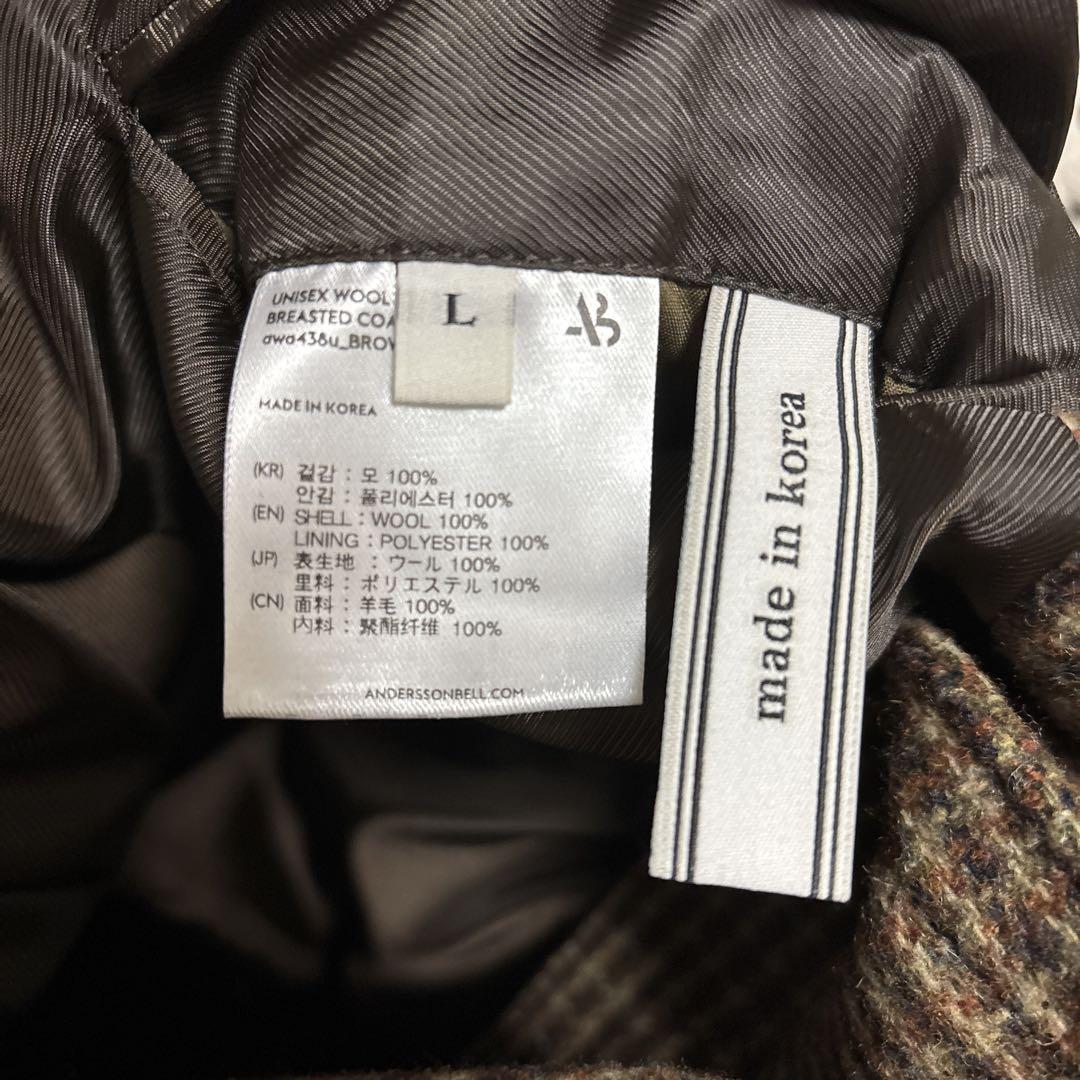 UNISEX WOOL
BREASTED
awa438u_
L
AB
MADE IN KOREA
(KR) 겉감 : 모 100%
안감 : 폴리에스터 100%
(EN) SHELL : WOOL 100%
LINING : POLYESTER 100%
(JP) 表生地 : ウール 100%
里料 : ポリエステル 100%
(CN) 面料 : 羊毛 100%
内料 : 聚酯纤维 100%
ANDERSSONBELL.COM
made in korea